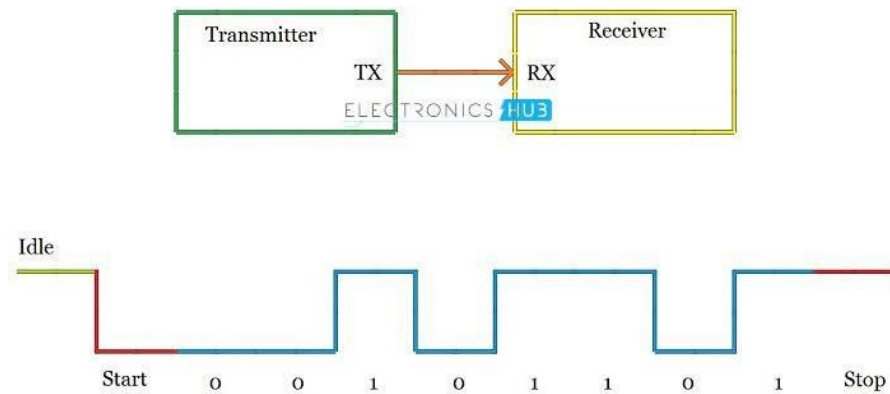 Transmitter
Receiver
TX
RX
ELECTRONICS HUB
Idle
Start 0 0 1 0 1 1 0 1 Stop